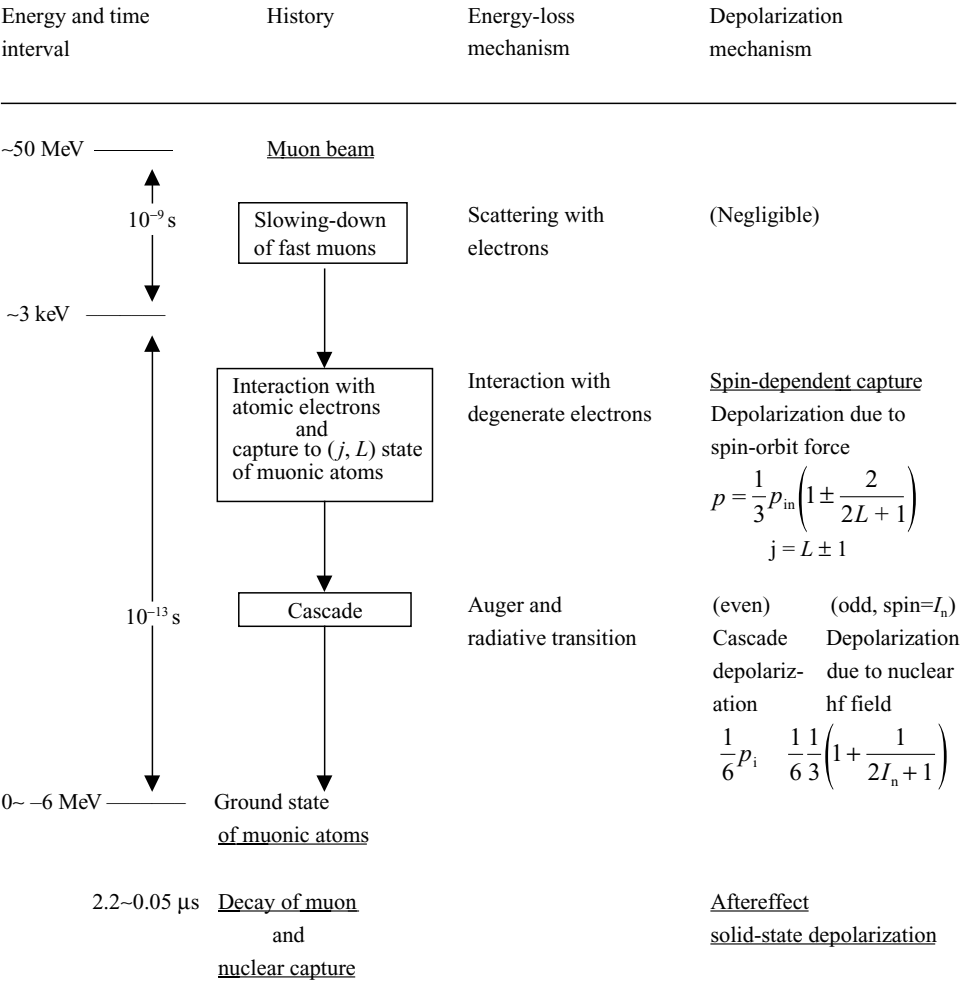 Energy and time interval
History
Energy-loss mechanism
Depolarization mechanism
~50 MeV
Muon beam
10⁻⁹ s
Slowing-down
of fast muons
Scattering with
electrons
(Negligible)
~3 keV
Interaction with
atomic electrons
and
capture to (j, L) state
of muonic atoms
Interaction with
degenerate electrons
Spin-dependent capture
Depolarization due to
spin-orbit force
p = 1/3 p_in (1 ± 2/(2L + 1))
j = L ± 1
10⁻¹³ s
Cascade
Auger and
radiative transition
(even)
Cascade
depolariz-
ation
1/6 p_i
(odd, spin=I_n)
Depolarization
due to nuclear
hf field
1/6 1/3 (1 + 1/(2I_n + 1))
0~ –6 MeV
Ground state
of muonic atoms
2.2~0.05 μs
Decay of muon
and
nuclear capture
Aftereffect
solid-state depolarization